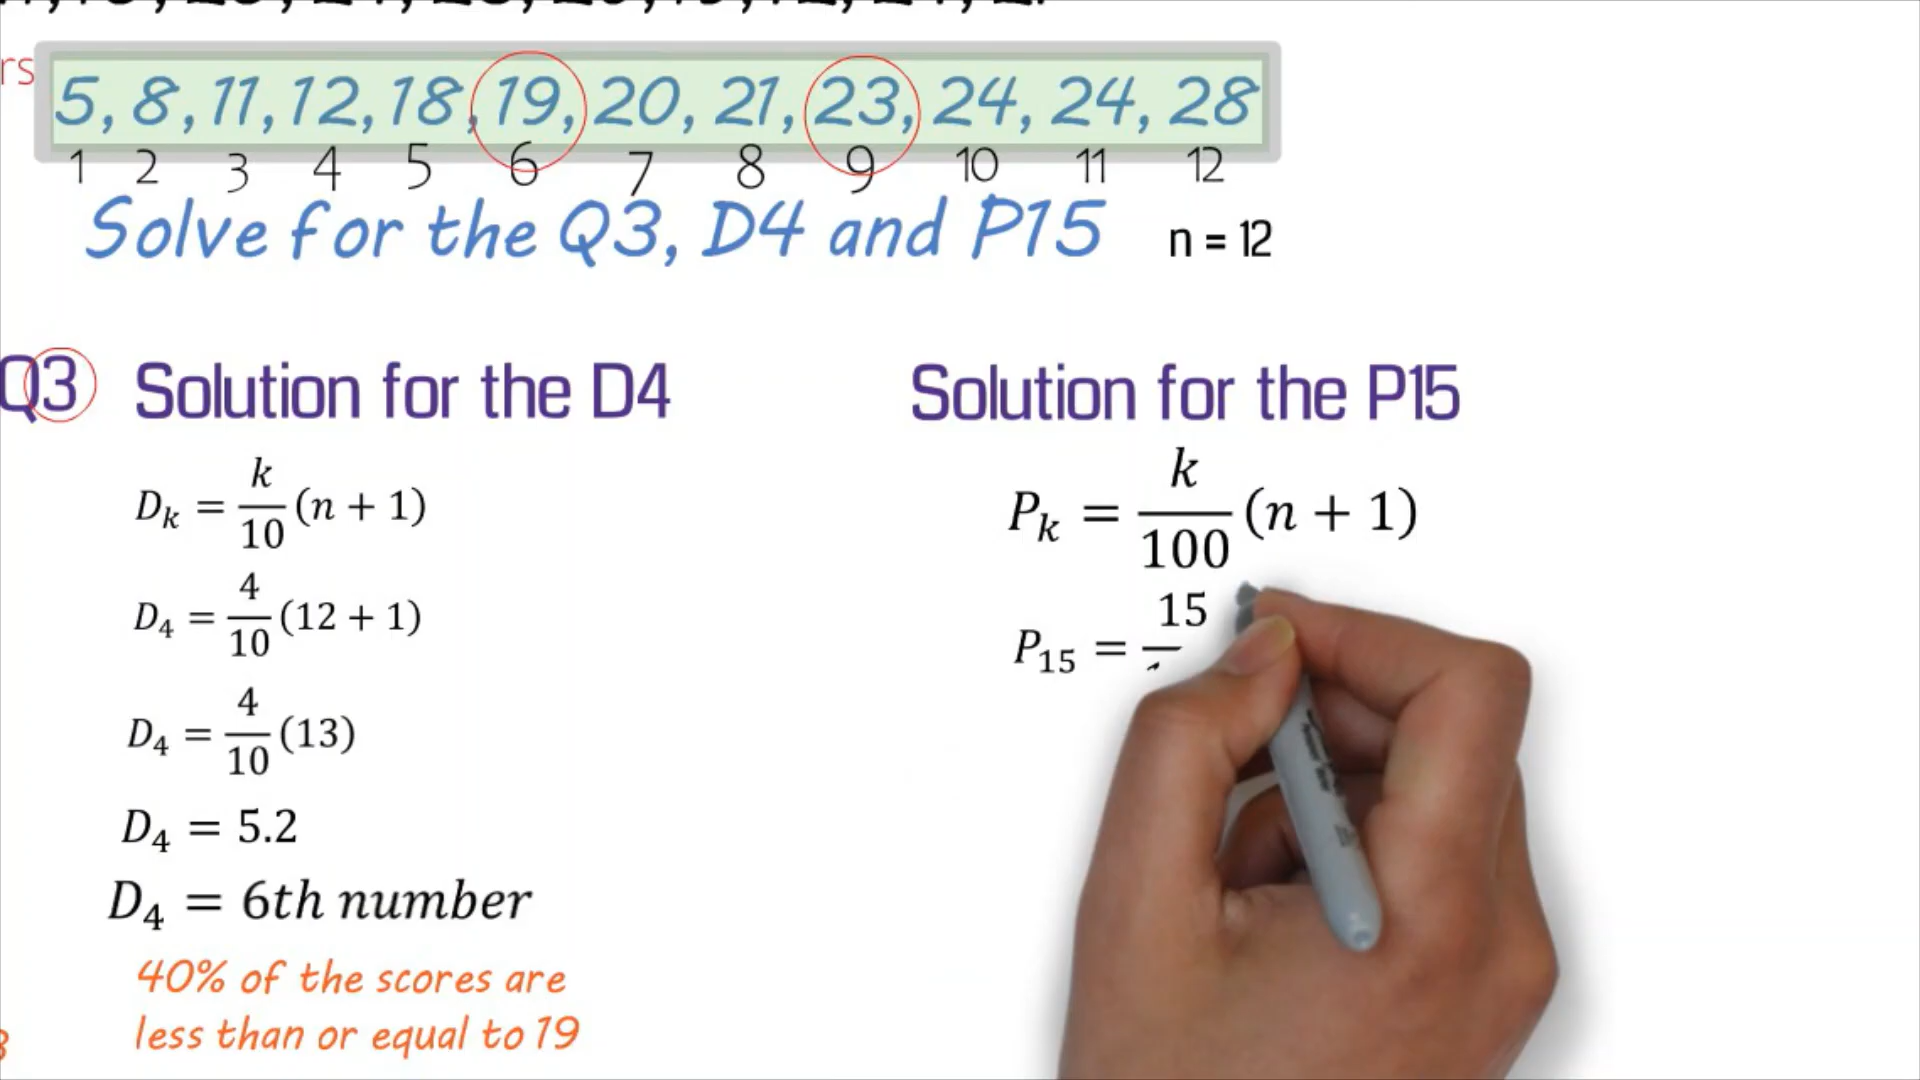 rs
5, 8, 11, 12, 18, 19, 20, 21, 23, 24, 24, 28
1 2 3 4 5 6 7 8 9 10 11 12
Solve for the Q3, D4 and P15 n = 12
Q3 Solution for the D4
D_k = k/10 (n + 1)
D_4 = 4/10 (12 + 1)
D_4 = 4/10 (13)
D_4 = 5.2
D_4 = 6th number
40% of the scores are
less than or equal to 19
Solution for the P15
P_k = k/100 (n + 1)
P_15 = 15